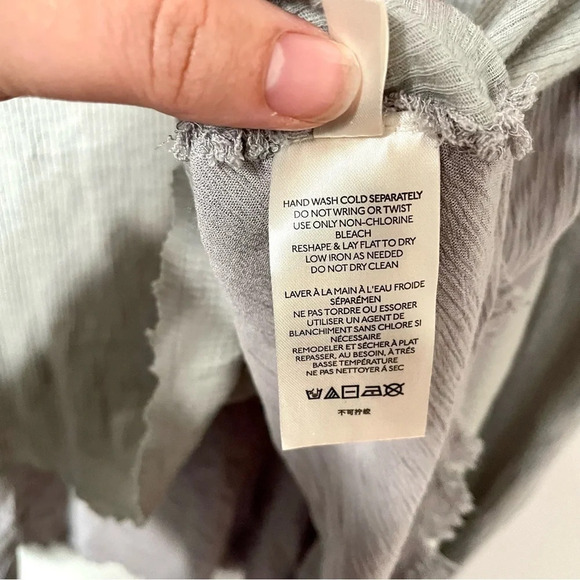 HAND WASH COLD SEPARATELY
DO NOT WRING OR TWIST
USE ONLY NON-CHLORINE
BLEACH
RESHAPE & LAY FLAT TO DRY
LOW IRON AS NEEDED
DO NOT DRY CLEAN
LAVER À LA MAIN À L'EAU FROIDE
SÉPARÉMEN
NE PAS TORDRE OU ESSORER
UTILISER UN AGENT DE
BLANCHIMENT SANS CHLORE SI
NÉCESSAIRE
REMODELER ET SÉCHER À PLAT
REPASSER, AU BESOIN, À TRÉS
BASSE TEMPÉRATURE
NE PAS NETTOYER À SEC
不可拧绞